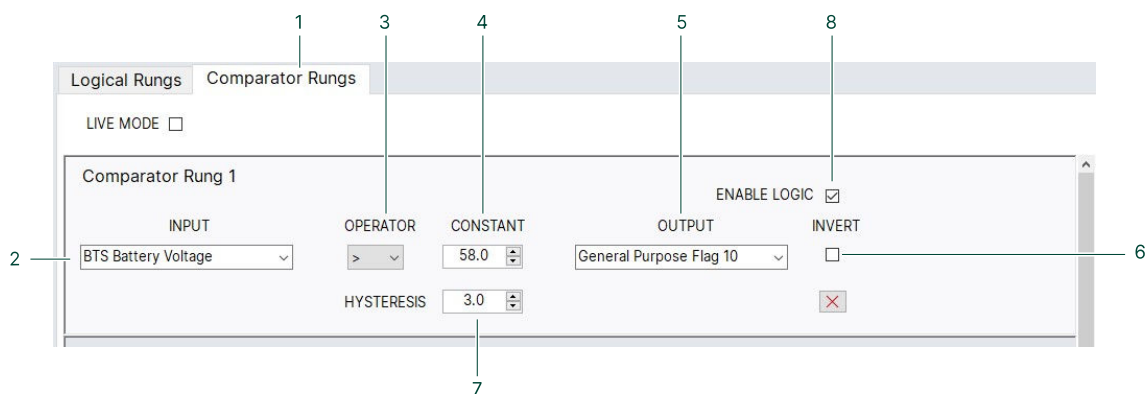 1 3 4 5 8
Logical Rungs Comparator Rungs
LIVE MODE
Comparator Rung 1
ENABLE LOGIC
INPUT OPERATOR CONSTANT OUTPUT INVERT
2 BTS Battery Voltage > 58.0 General Purpose Flag 10 6
HYSTERESIS 3.0
7